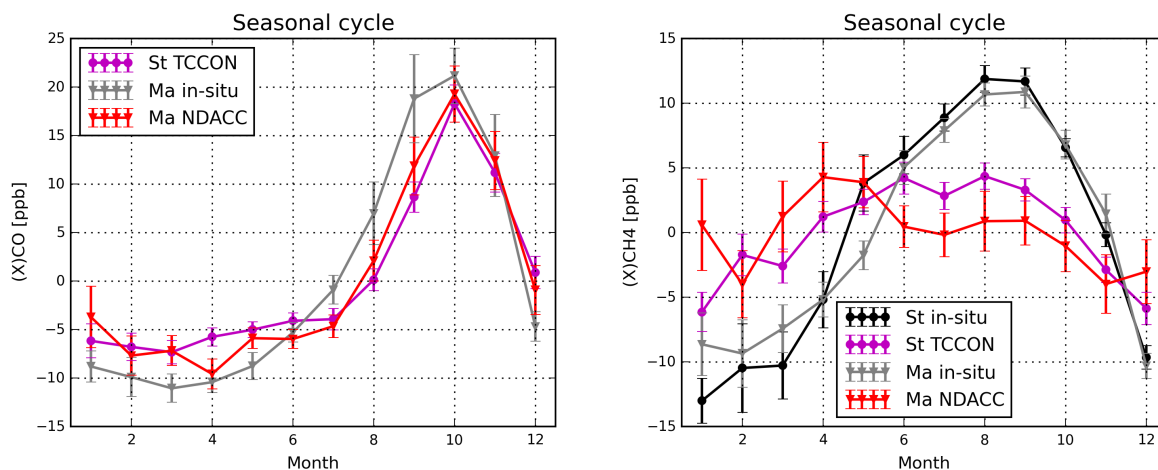 Seasonal cycle
25
20
15
10
5
0
−5
−10
−15
(X)CO [ppb]
St TCCON
Ma in-situ
Ma NDACC
2 4 6 8 10 12
Month
Seasonal cycle
15
10
5
0
−5
−10
−15
(X)CH4 [ppb]
St in-situ
St TCCON
Ma in-situ
Ma NDACC
2 4 6 8 10 12
Month